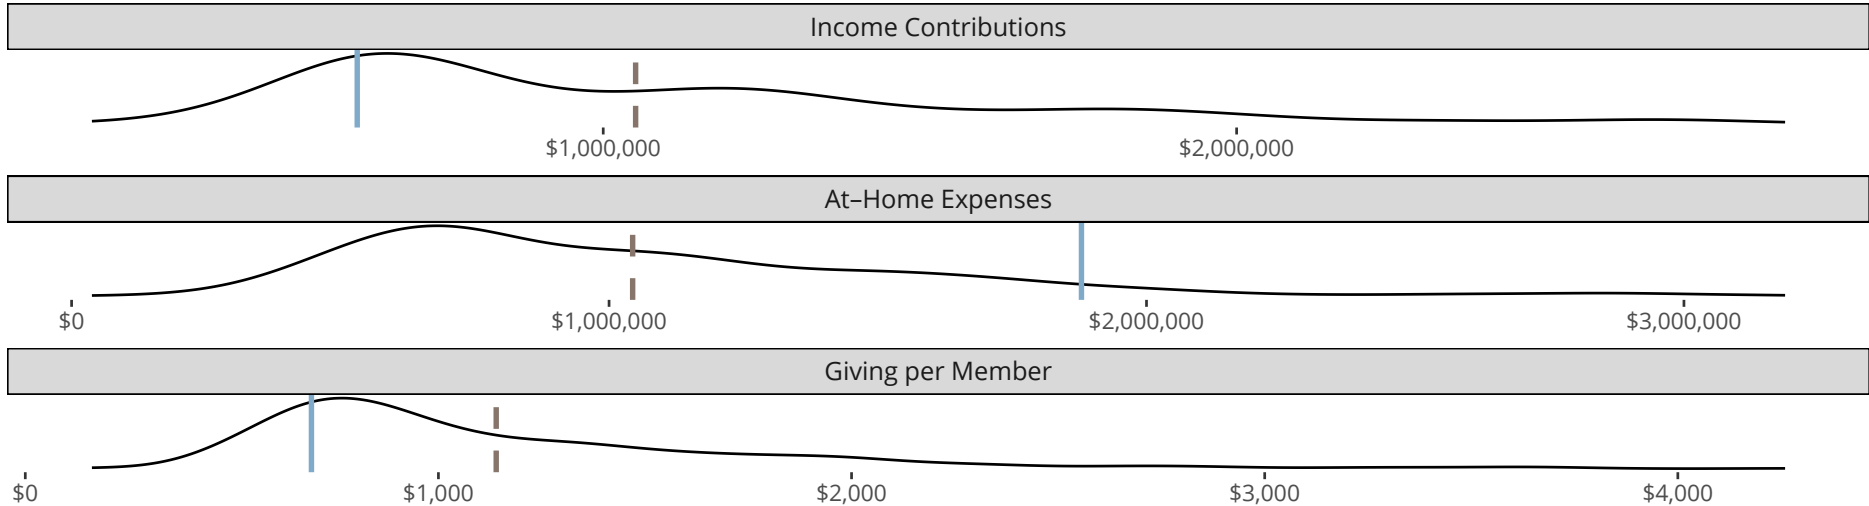 Income Contributions
$1,000,000 $2,000,000
At–Home Expenses
$0 $1,000,000 $2,000,000 $3,000,000
Giving per Member
$0 $1,000 $2,000 $3,000 $4,000